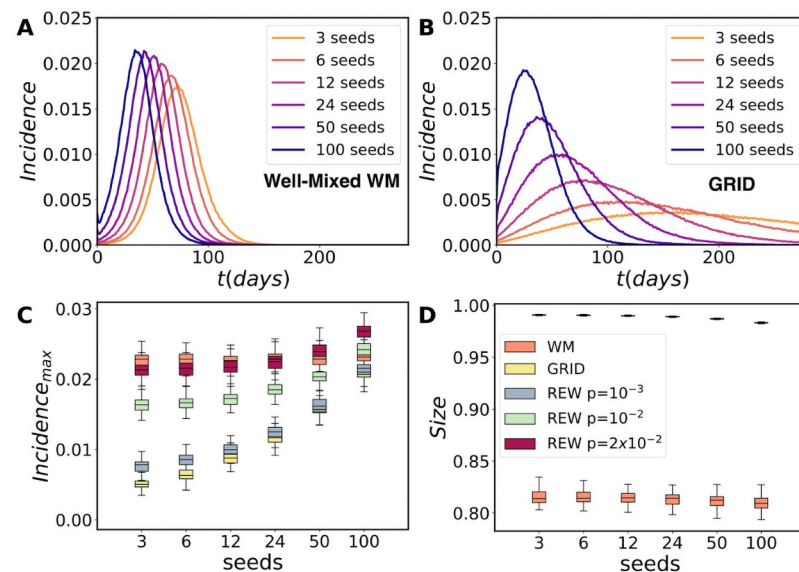 A
0.025
0.020
0.015
0.010
0.005
0.000
Incidence
3 seeds
6 seeds
12 seeds
24 seeds
50 seeds
100 seeds
Well-Mixed WM
0 100 200
t(days)
B
0.025
0.020
0.015
0.010
0.005
0.000
Incidence
3 seeds
6 seeds
12 seeds
24 seeds
50 seeds
100 seeds
GRID
0 100 200
t(days)
C
0.03
0.02
0.01
0.00
Incidence_max
3 6 12 24 50 100
seeds
D
1.00
0.95
0.90
0.85
0.80
Size
WM
GRID
REW p=10⁻³
REW p=10⁻²
REW p=2x10⁻²
3 6 12 24 50 100
seeds